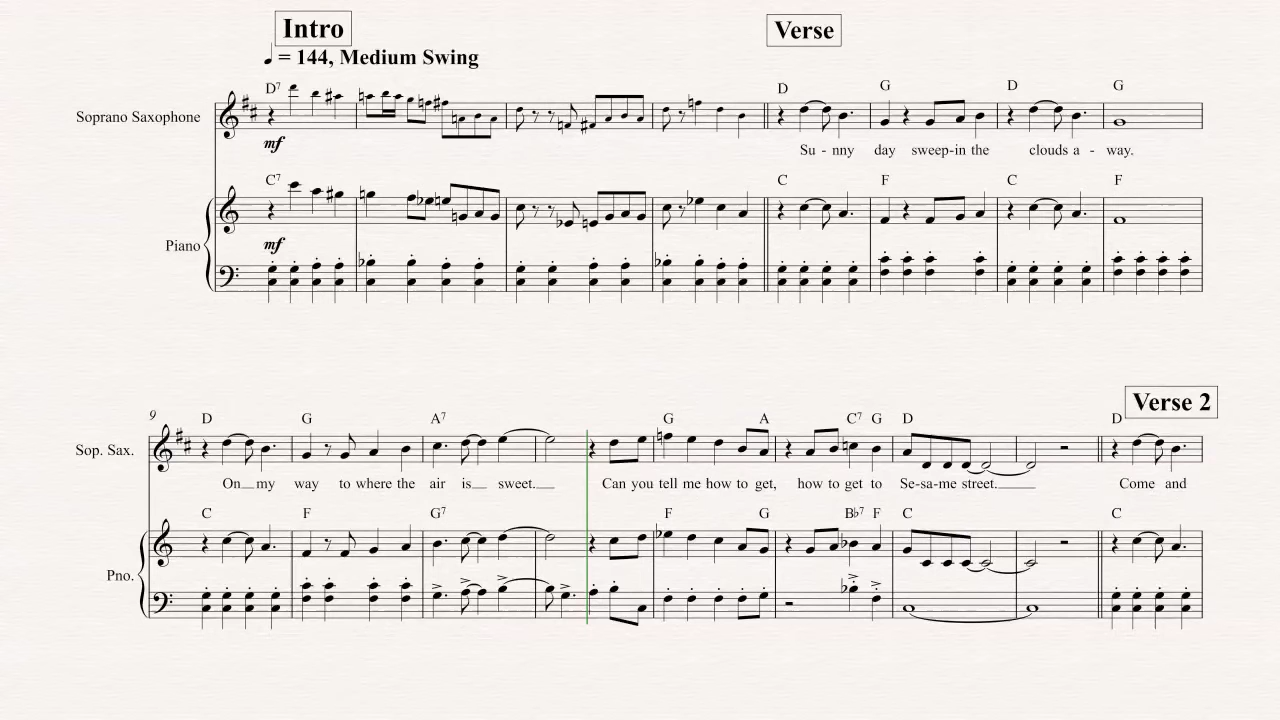 Intro Verse
♩ = 144, Medium Swing
D7 D G D G
Soprano Saxophone
mf
Su - nny day sweep-in the clouds a - way.
C7 C F C F
Piano
mf
Verse 2
9
D G A7 G A C7 G D D
Sop. Sax.
On my way to where the air is sweet. Can you tell me how to get, how to get to Se-sa-me street. Come and
C F G7 F G B♭7 F C C
Pno.